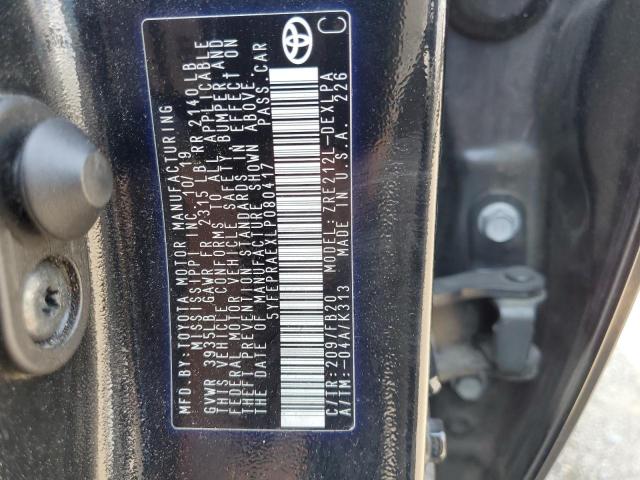 MFD.BY:TOYOTA MOTOR MANUFACTURING
MISSISSIPPI INC. 10/19
GVWR 3935LB GAWR FR 2315LB RR 2140LB
THIS VEHICLE CONFORMS TO ALL APPLICABLE
FEDERAL MOTOR VEHICLE SAFETY, BUMPER, AND
THEFT PREVENTION STANDARDS IN EFFECT ON
THE DATE OF MANUFACTURE SHOWN ABOVE.
5YFEPRAEXLP080417 PASS.CAR
C/TR:209/FB20 MODEL:ZRE212L-DEXLPA
A/TM:-04A/K313 MADE IN U.S.A. 226
C